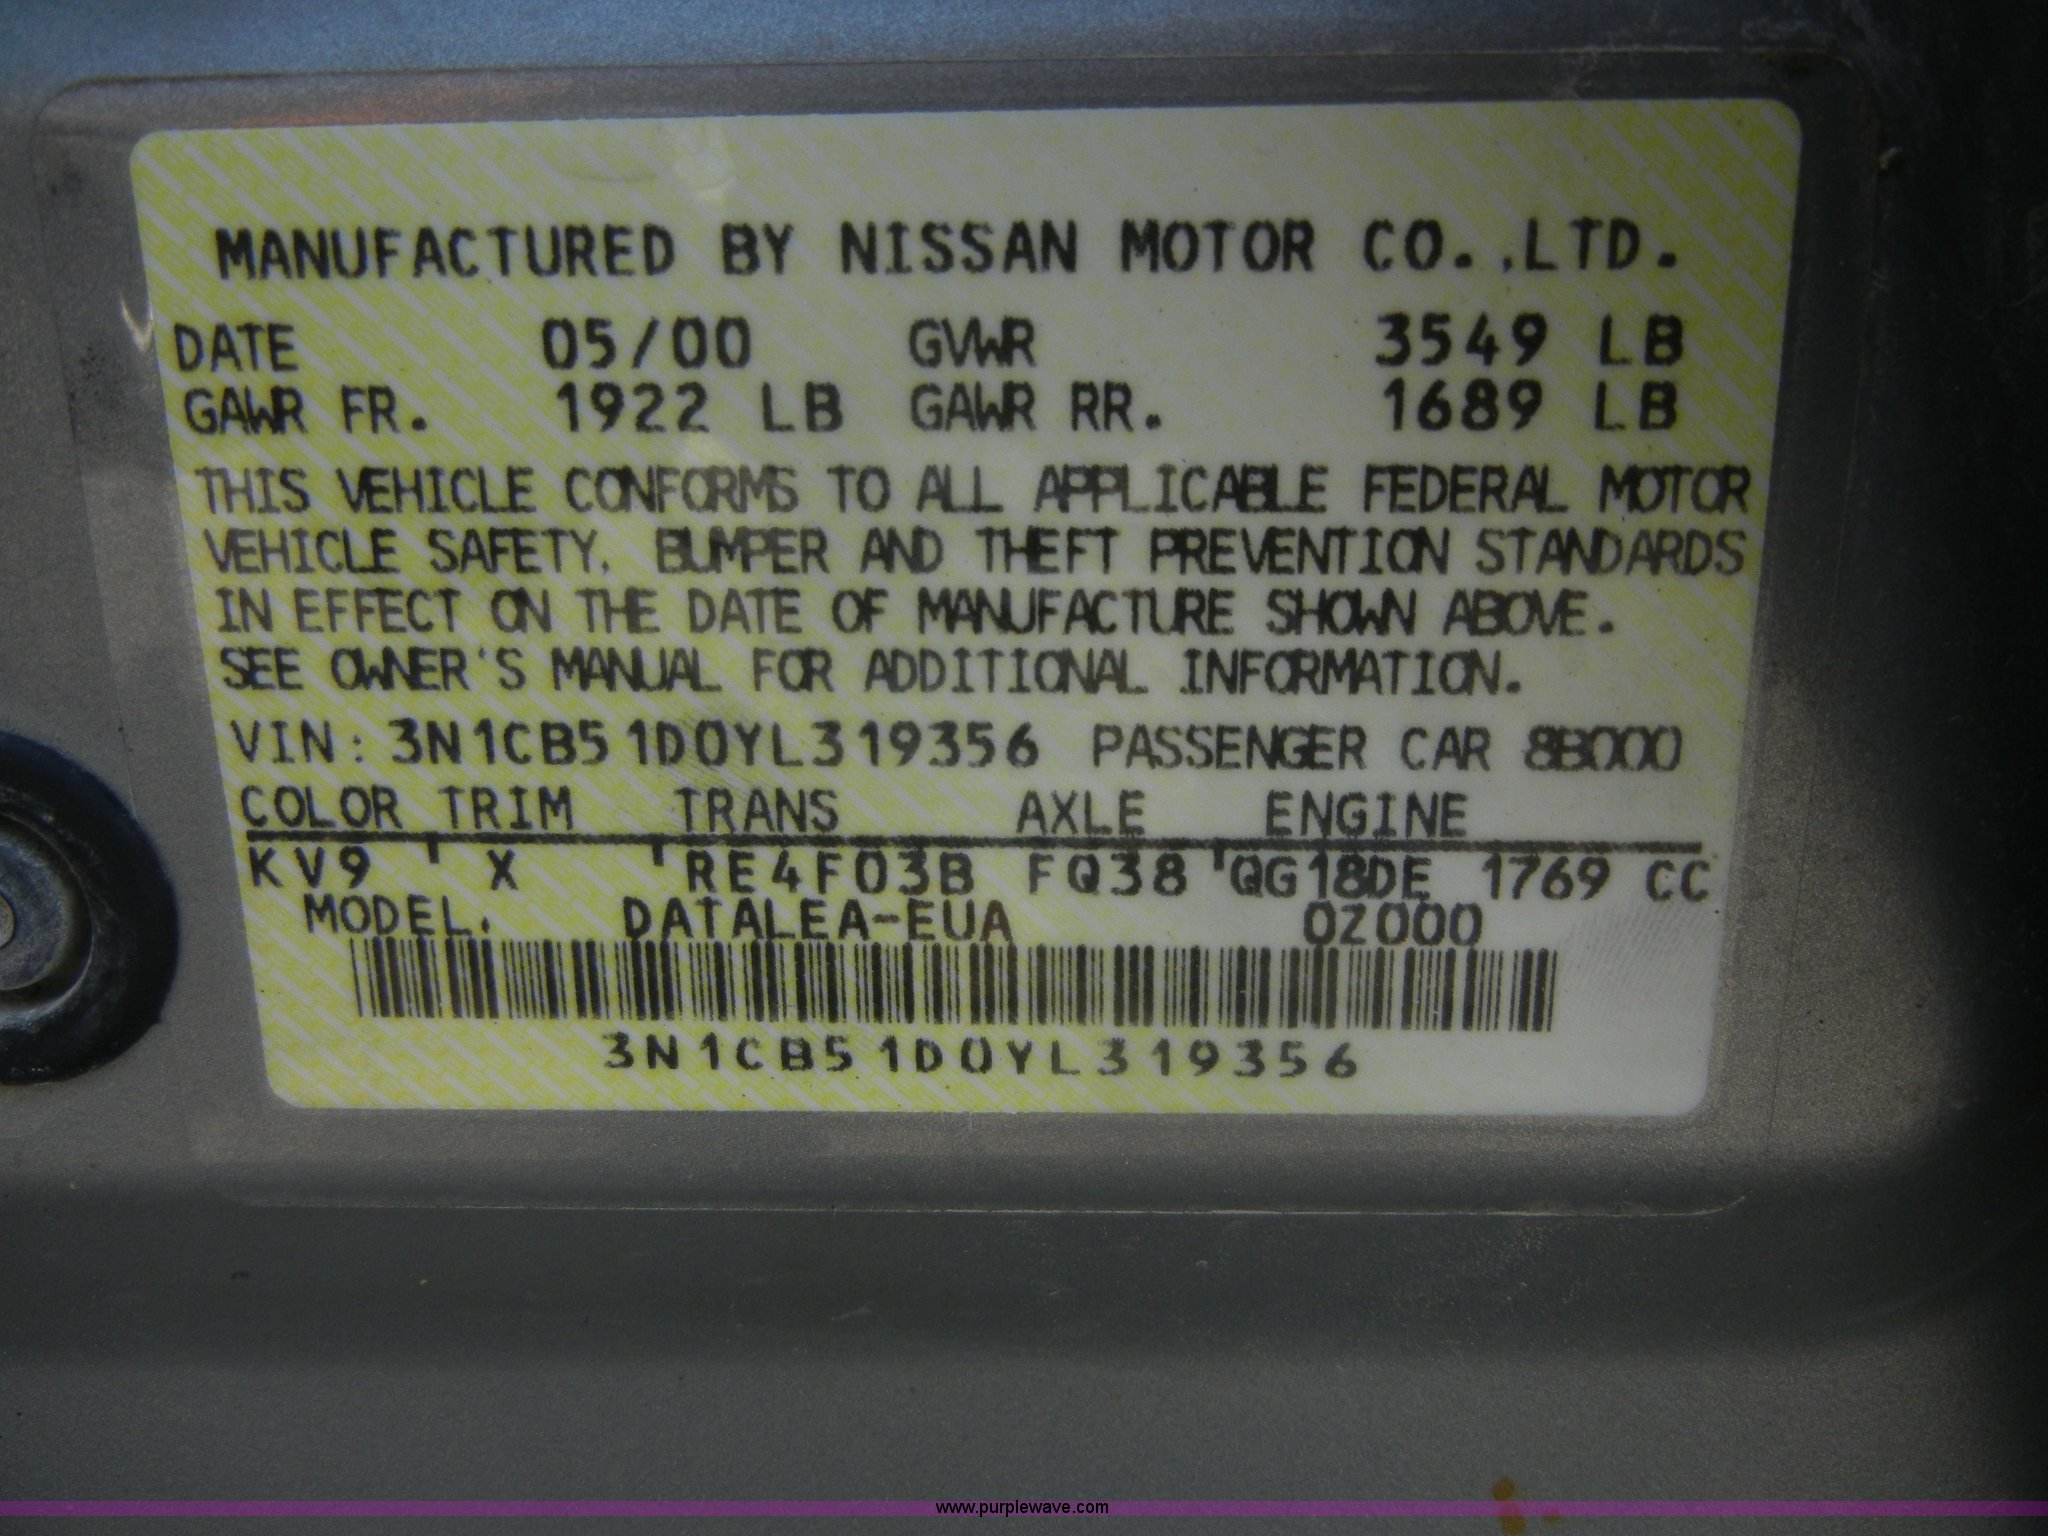 MANUFACTURED BY NISSAN MOTOR CO.,LTD.
DATE 05/00 GVWR 3549 LB
GAWR FR. 1922 LB GAWR RR. 1689 LB
THIS VEHICLE CONFORMS TO ALL APPLICABLE FEDERAL MOTOR
VEHICLE SAFETY, BUMPER AND THEFT PREVENTION STANDARDS
IN EFFECT ON THE DATE OF MANUFACTURE SHOWN ABOVE.
SEE OWNER'S MANUAL FOR ADDITIONAL INFORMATION.
VIN: 3N1CB51D0YL319356 PASSENGER CAR 8B000
COLOR TRIM TRANS AXLE ENGINE
KV9 X RE4F03B FQ38 QG18DE 1769 CC
MODEL. DATALEA-EUA 0Z000
3N1CB51D0YL319356
www.purplewave.com